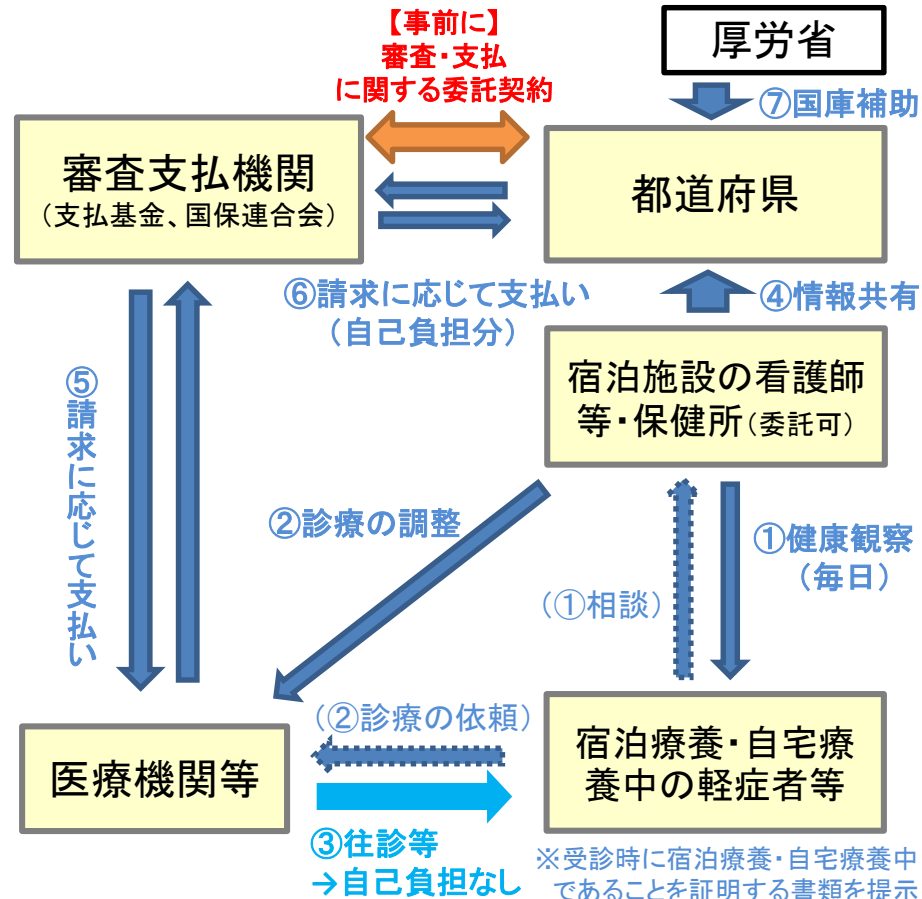 【事前に】
審査・支払
に関する委託契約
厚労省
⑦国庫補助
審査支払機関
（支払基金、国保連合会）
都道府県
⑥請求に応じて支払い
（自己負担分）
④情報共有
宿泊施設の看護師
等・保健所（委託可）
⑤請求に応じて支払い
②診療の調整
①健康観察
（毎日）
（①相談）
（②診療の依頼）
医療機関等
宿泊療養・自宅療
養中の軽症者等
③往診等
→自己負担なし
※受診時に宿泊療養・自宅療養中
であることを証明する書類を提示